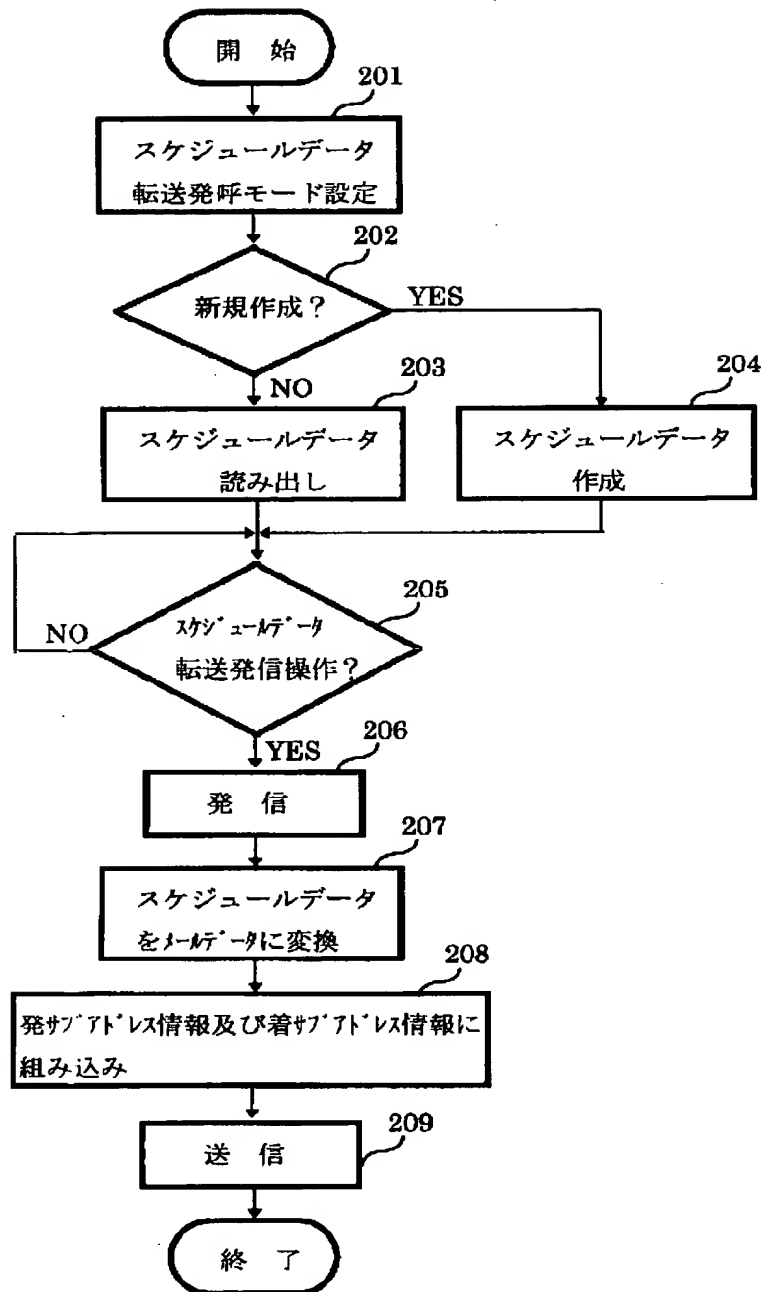 開 始
201
スケジュールデータ
転送発呼モード設定
202
新規作成？
YES
NO
203
スケジュールデータ
読み出し
204
スケジュールデータ
作成
205
ｽｹｼﾞｭｰﾙﾃﾞｰﾀ
転送発信操作？
NO
YES
206
発 信
207
スケジュールデータ
をﾒｰﾙﾃﾞｰﾀに変換
208
発ｻﾌﾞｱﾄﾞﾚｽ情報及び着ｻﾌﾞｱﾄﾞﾚｽ情報に
組み込み
209
送 信
終 了